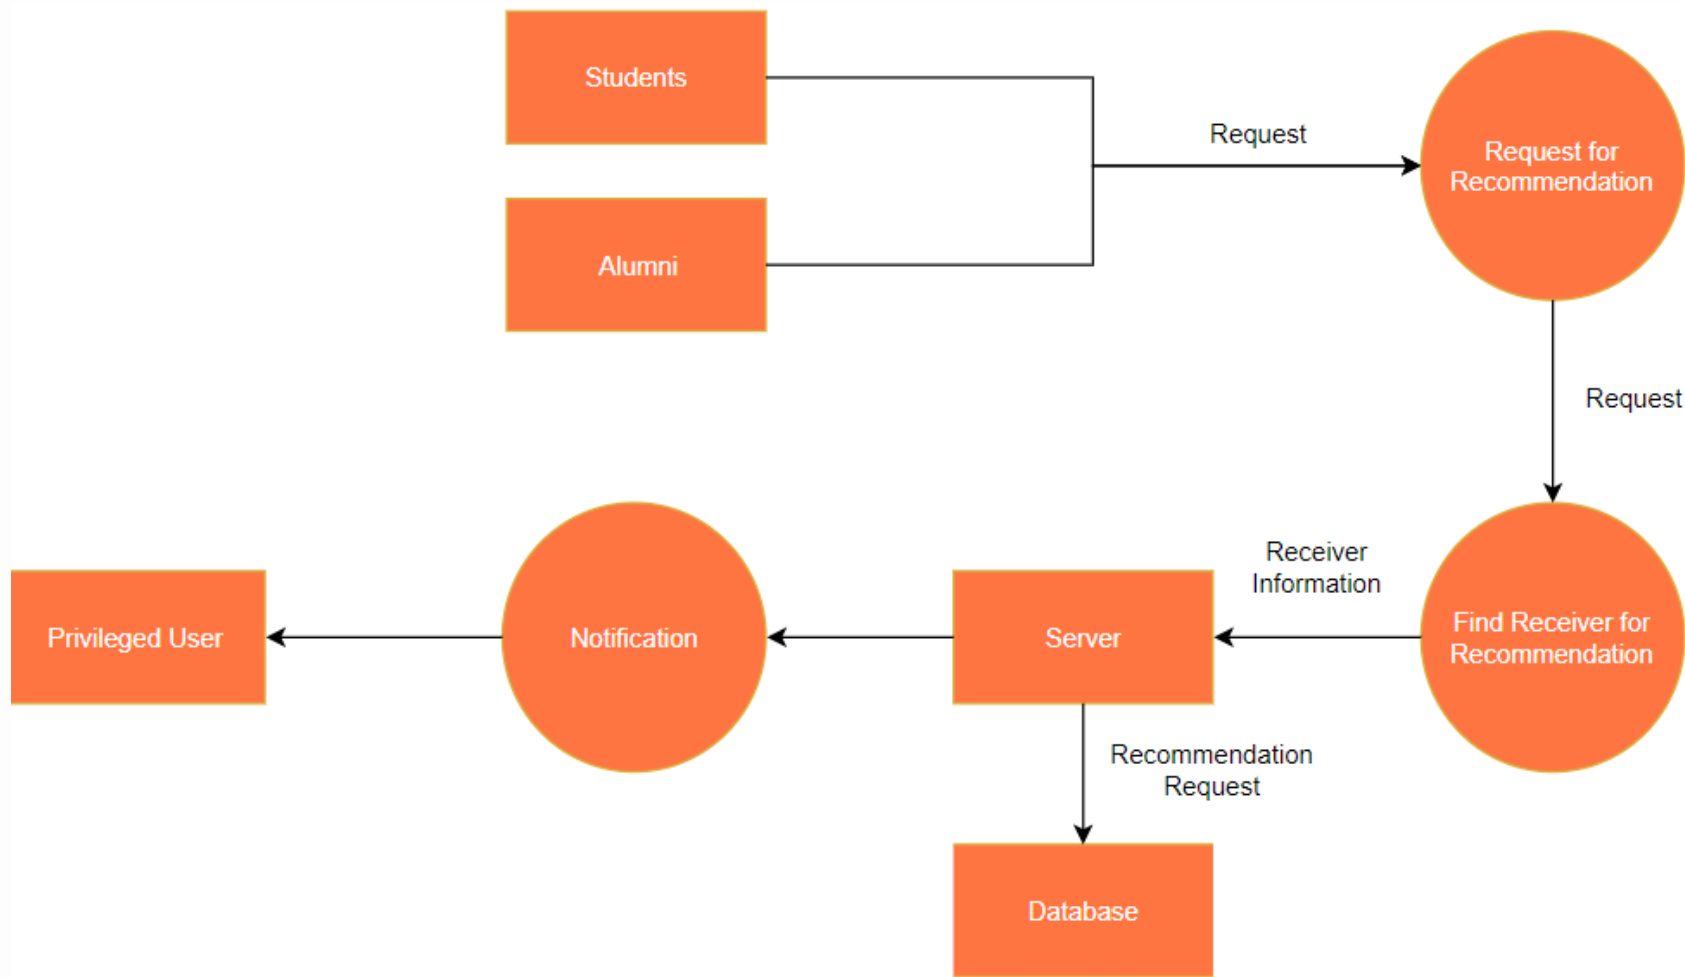 Students
Request
Request for
Recommendation
Alumni
Request
Receiver
Information
Privileged User
Notification
Server
Find Receiver for
Recommendation
Recommendation
Request
Database